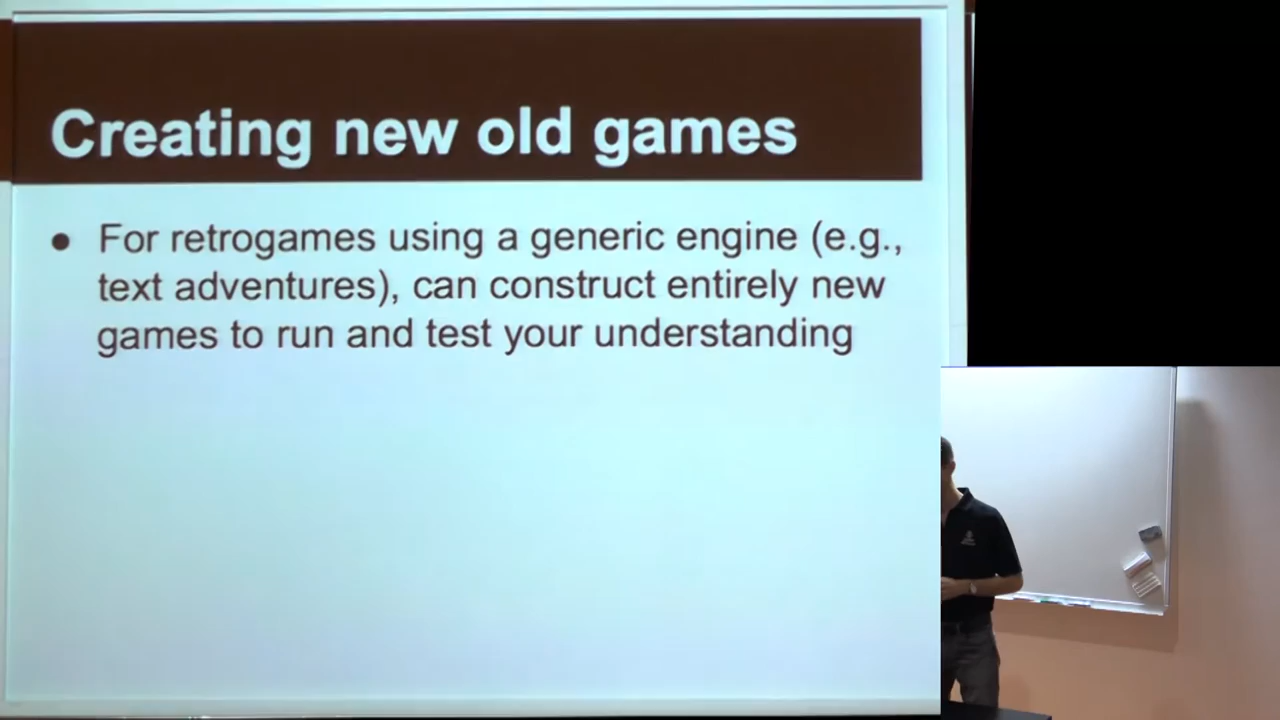 Creating new old games
● For retrogames using a generic engine (e.g.,
text adventures), can construct entirely new
games to run and test your understanding